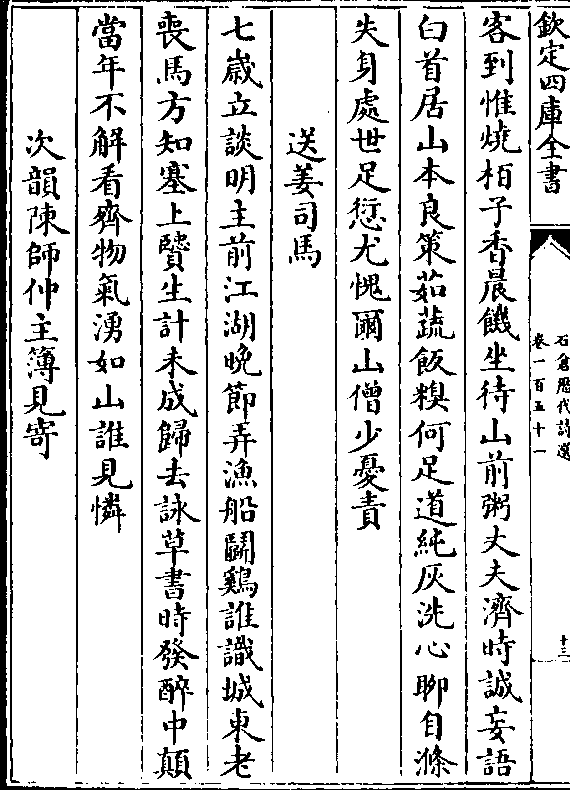 欽定四庫全書
石倉歷代詩選
卷一百五十一
十三
客到惟燒栢子香晨饑坐待山前粥丈夫濟時誠妄語
白首居山本良策茹蔬飯糗何足道純灰洗心聊自滌
失身處世足愆尤愧爾山僧少憂責
送姜司馬
七歲立談明主前江湖晩節弄漁船鬭鷄誰識城東老
喪馬方知塞上賢生計未成歸去詠草書時發醉中顛
當年不解看齊物氣湧如山誰見憐
次韻陳師仲主簿見寄